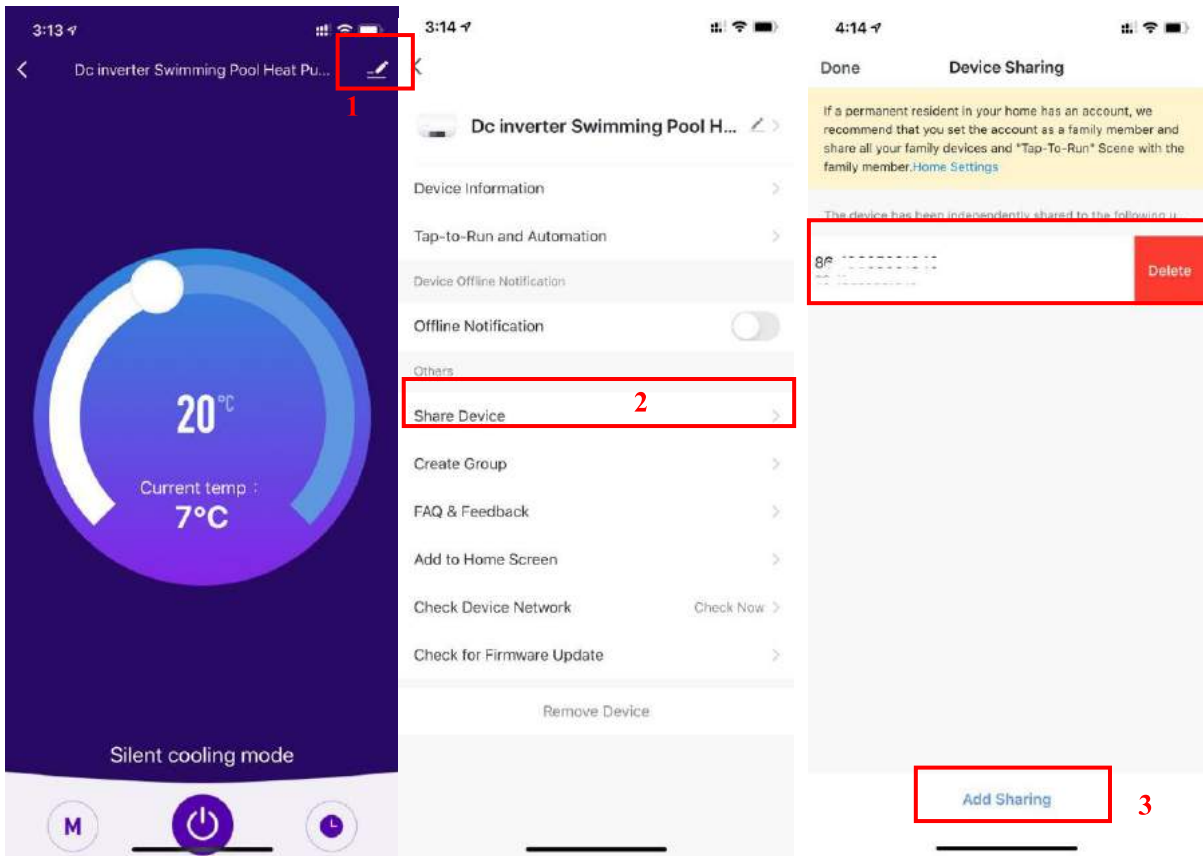 3:13
Dc inverter Swimming Pool Heat Pu...
1
20°C
Current temp :
7°C
Silent cooling mode
M
3:14
Dc inverter Swimming Pool H...
Device Information
Tap-to-Run and Automation
Device Offline Notification
Offline Notification
Others
Share Device
2
Create Group
FAQ & Feedback
Add to Home Screen
Check Device Network Check Now
Check for Firmware Update
Remove Device
4:14
Done Device Sharing
If a permanent resident in your home has an account, we
recommend that you set the account as a family member and
share all your family devices and "Tap-To-Run" Scene with the
family member.Home Settings
The device has been independently shared to the following u...
Delete
Add Sharing
3